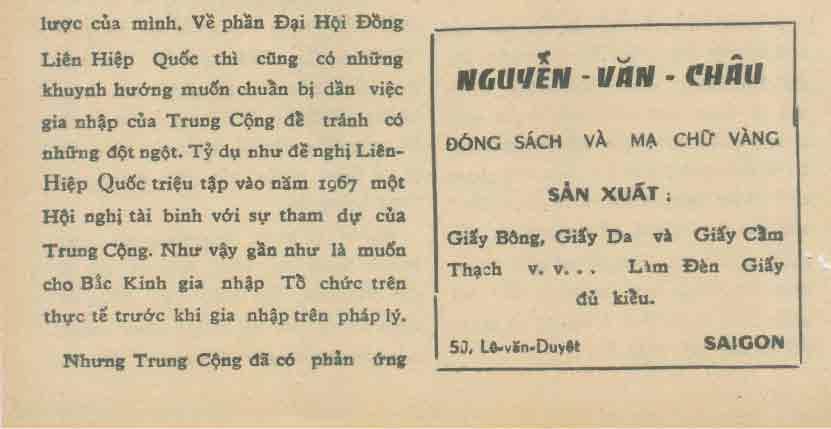 lược của mình. Về phần Đại Hội Đồng
Liên Hiệp Quốc thì cũng có những
khuynh hướng muốn chuẩn bị dần việc
gia nhập của Trung Cộng để tránh có
những đột ngột. Tỷ dụ như đề nghị Liên-
Hiệp Quốc triệu tập vào năm 1967 một
Hội nghị tài binh với sự tham dự của
Trung Cộng. Như vậy gần như là muốn
cho Bắc Kinh gia nhập Tổ chức trên
thực tế trước khi gia nhập trên pháp lý.
Nhưng Trung Cộng đã có phản ứng
NGUYỄN - VĂN - CHÂU
ĐÓNG SÁCH VÀ MẠ CHỮ VÀNG
SẢN XUẤT :
Giấy Bông, Giấy Da và Giấy Cẩm
Thạch v. v... Làm Đèn Giấy
đủ kiểu.
50, Lê-văn-Duyêt SAIGON